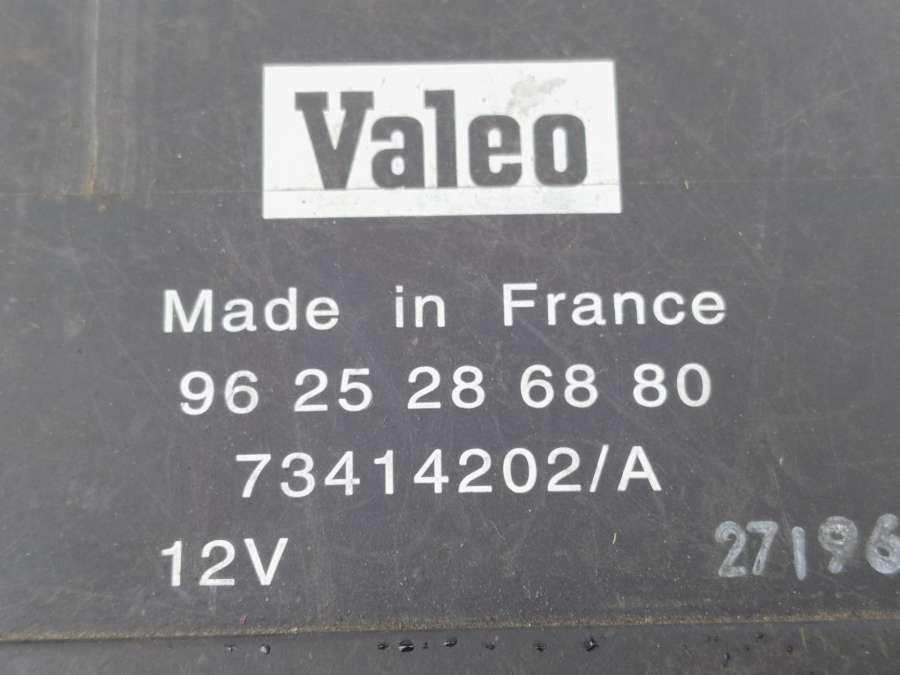 Valeo
Made in France
96 25 28 68 80
73414202/A
12V 27196